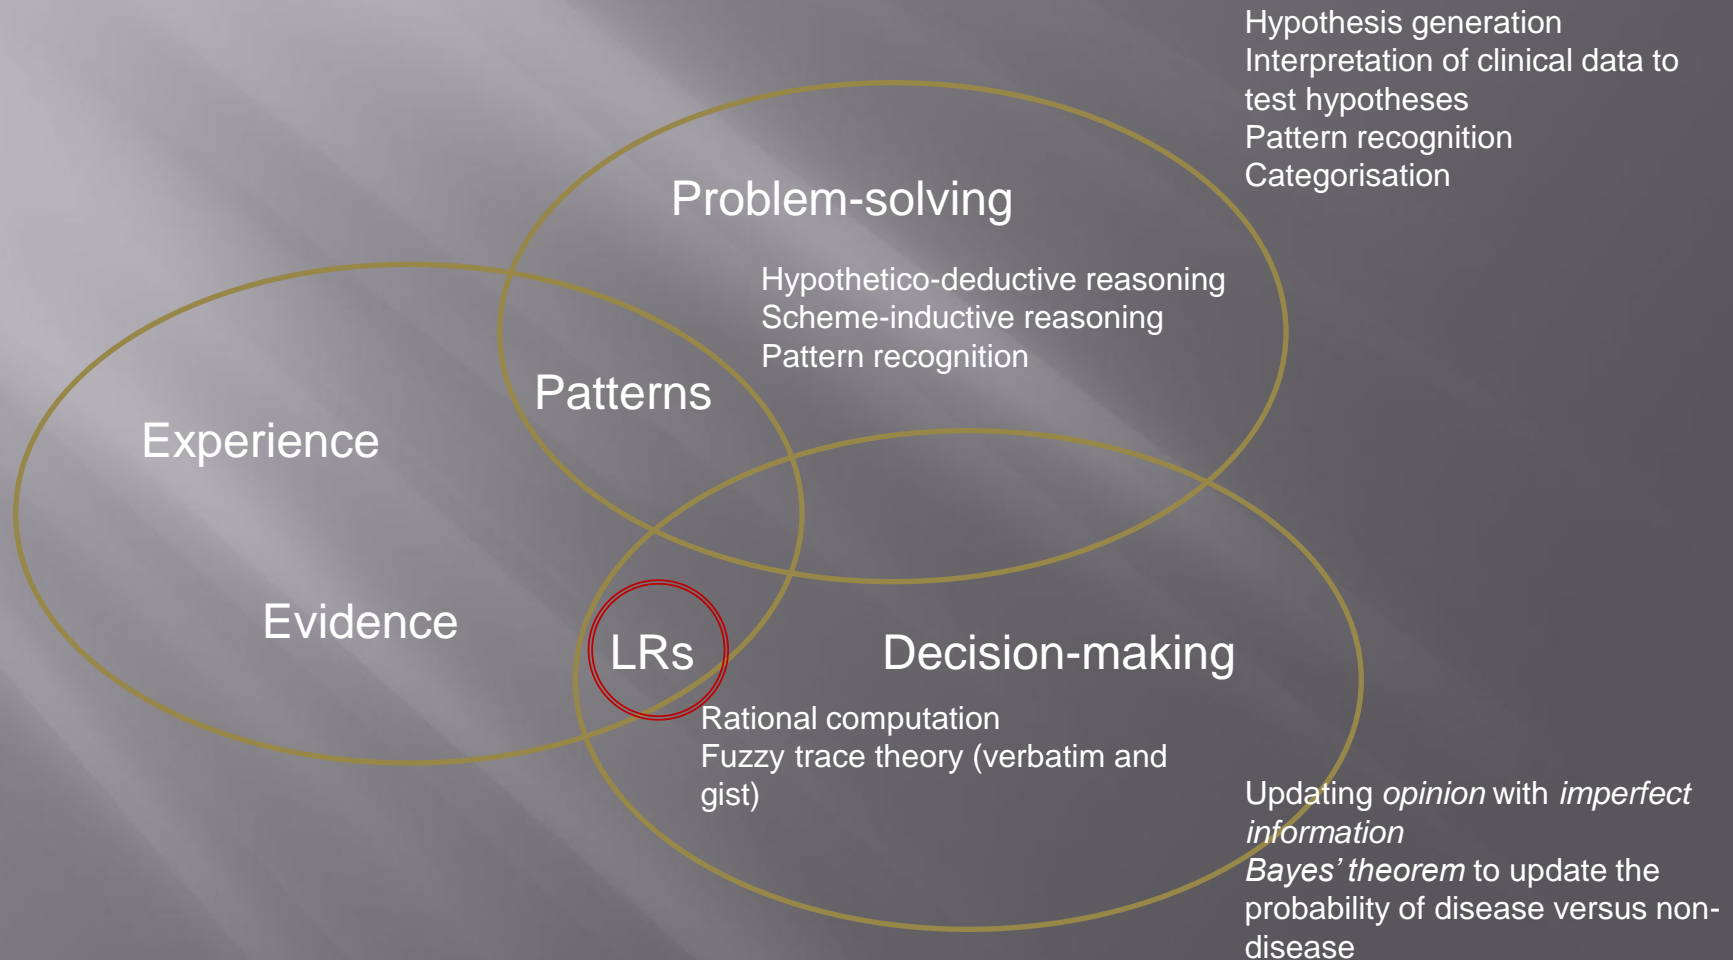 Hypothesis generation
Interpretation of clinical data to
test hypotheses
Pattern recognition
Categorisation
Problem-solving
Hypothetico-deductive reasoning
Scheme-inductive reasoning
Pattern recognition
Patterns
Experience
Evidence
LRs
Decision-making
Rational computation
Fuzzy trace theory (verbatim and
gist)
Updating opinion with imperfect
information
Bayes’ theorem to update the
probability of disease versus non-
disease